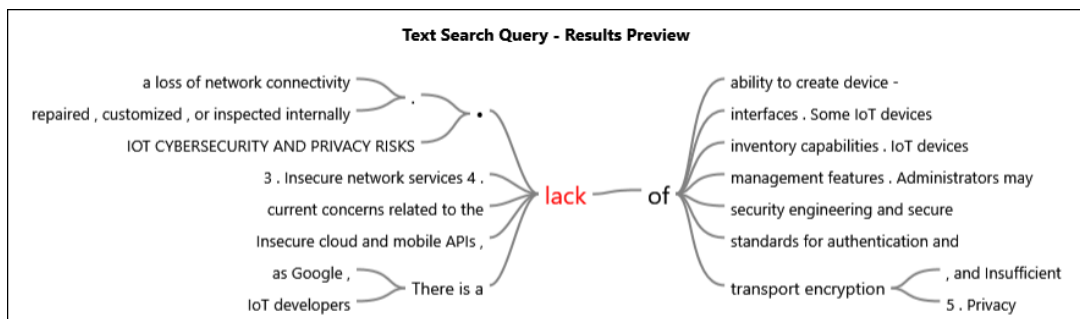 Text Search Query - Results Preview
a loss of network connectivity
repaired , customized , or inspected internally
.
•
IOT CYBERSECURITY AND PRIVACY RISKS
3 . Insecure network services 4 .
current concerns related to the
Insecure cloud and mobile APIs ,
as Google ,
IoT developers
There is a
lack
of
ability to create device -
interfaces . Some IoT devices
inventory capabilities . IoT devices
management features . Administrators may
security engineering and secure
standards for authentication and
transport encryption
, and Insufficient
5 . Privacy